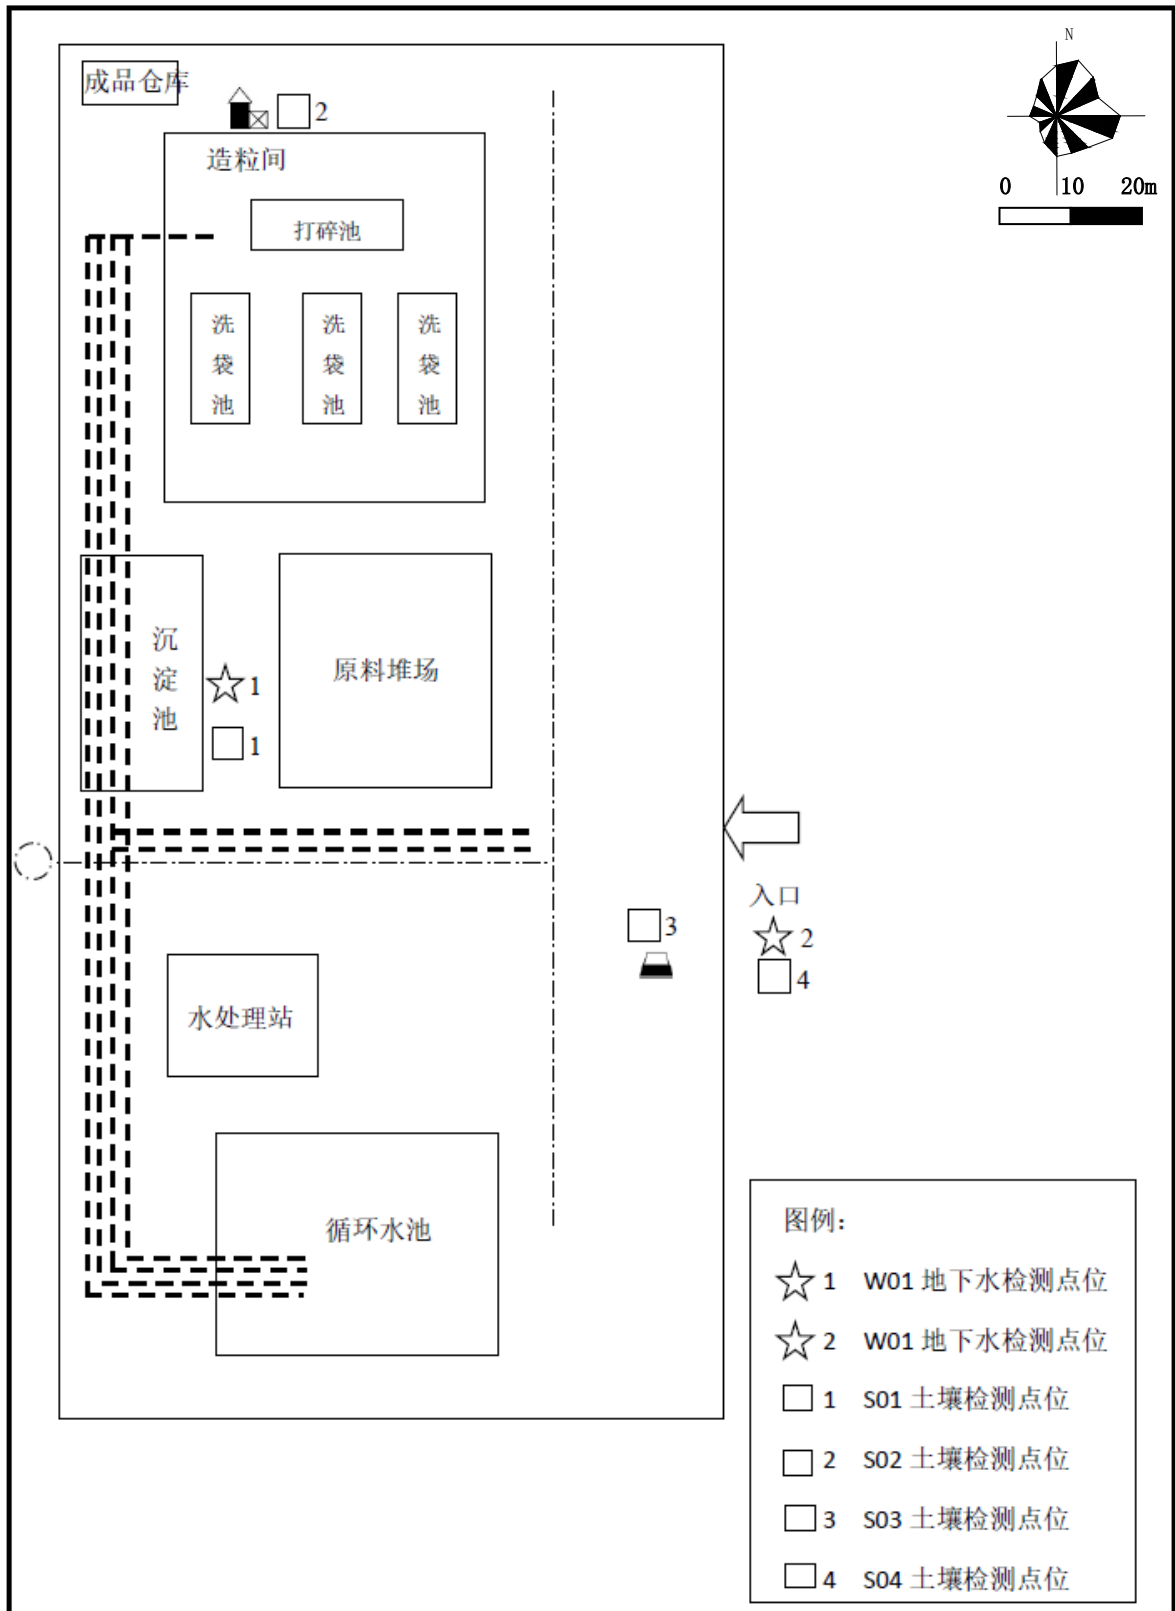 N
0 10 20m
成品仓库
2
造粒间
打碎池
洗袋池
洗袋池
洗袋池
沉淀池
1
1
原料堆场
入口
2
4
3
水处理站
循环水池
图例：
1 W01 地下水检测点位
2 W01 地下水检测点位
1 S01 土壤检测点位
2 S02 土壤检测点位
3 S03 土壤检测点位
4 S04 土壤检测点位